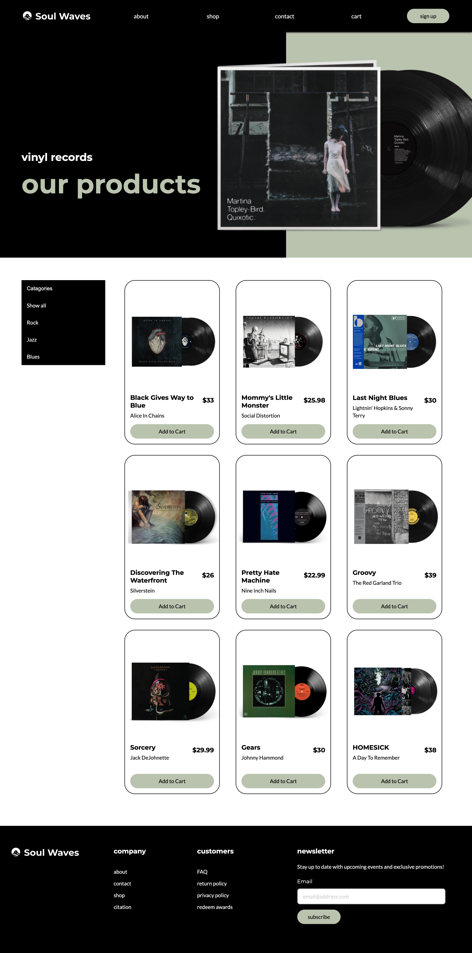 Soul Waves
about
shop
contact
cart
sign up
vinyl records
our products
Martina
Topley-Bird.
Quixotic.
Catagories
Show all
Rock
Jazz
Blues
Black Gives Way to
Blue
$33
Alice In Chains
Add to Cart
Mommy's Little
Monster
$25.98
Social Distortion
Add to Cart
LAST NIGHT BLUES
Last Night Blues
$30
Lightnin' Hopkins & Sonny
Terry
Add to Cart
Discovering The
Waterfront
$26
Silverstein
Add to Cart
Pretty Hate
Machine
$22.99
Nine Inch Nails
Add to Cart
Groovy
$39
The Red Garland Trio
Add to Cart
Sorcery
$29.99
Jack DeJohnette
Add to Cart
Gears
$30
Johnny Hammond
Add to Cart
HOMESICK
$38
A Day To Remember
Add to Cart
Soul Waves
company
about
contact
shop
citation
customers
FAQ
return policy
privacy policy
redeem awards
newsletter
Stay up to date with upcoming events and exclusive promotions!
Email
email@address.com
subscribe